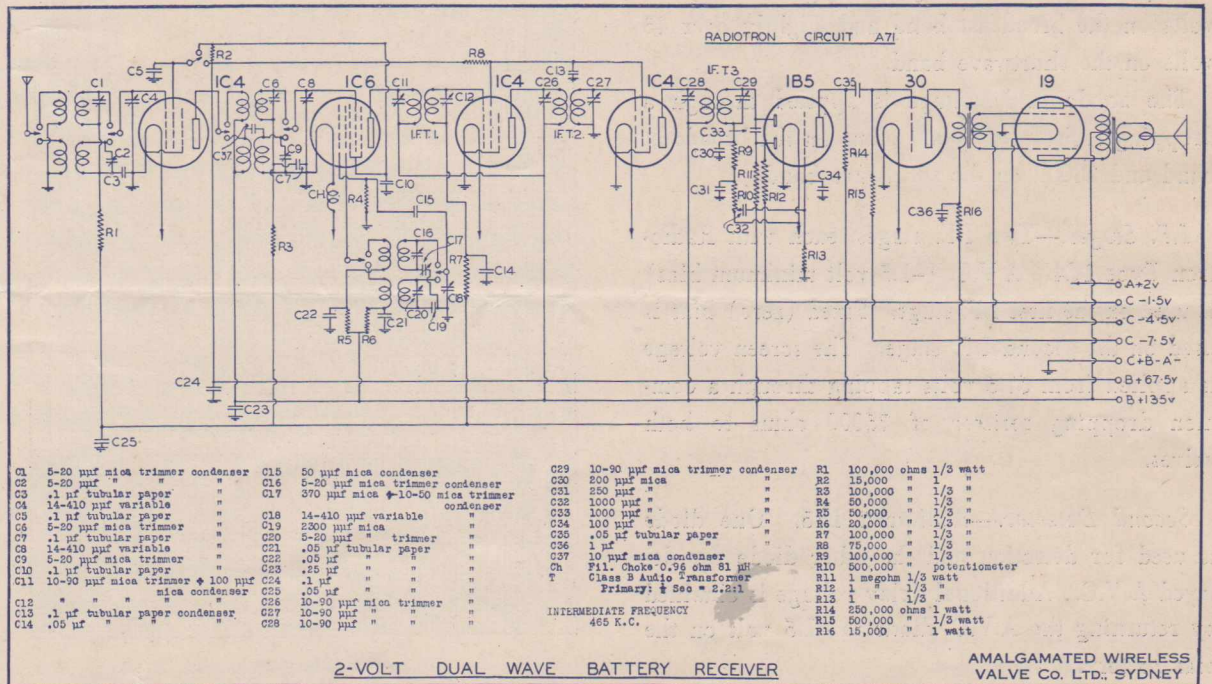 RADIOTRON CIRCUIT A71
C1
C2
C3
C4
C5
R1
R2
1C4
C37
C6
C8
C9
C7
R3
1C6
CH
R4
C10
C11
I.F.T.1.
C12
C15
C16
C17
C8
C20
C19
C22
R5
R6
C21
R7
C14
R8
1C4
C13
C26
I.F.T.2.
C27
1C4
C28
I.F.T.3
C29
C33
C30
R9
C31
R10
R11
R12
C32
1B5
C34
R13
C35
R14
R15
30
C36
R16
T
19
A+2V
C-1·5V
C-4·5V
C-7·5V
C+B-A-
B+67·5V
B+135V
C24
C23
C25
C1 5-20 µµf mica trimmer condenser
C2 5-20 µµf " " "
C3 .1 µf tubular paper "
C4 14-410 µµf variable "
C5 .1 µf tubular paper "
C6 5-20 µµf mica trimmer "
C7 .1 µf tubular paper "
C8 14-410 µµf variable "
C9 5-20 µµf mica trimmer "
C10 .1 µf tubular paper "
C11 10-90 µµf mica trimmer + 100 µµf
mica condenser
C12 " " " " "
C13 .1 µf tubular paper condenser
C14 .05 µf " " "
C15 50 µµf mica condenser
C16 5-20 µµf mica trimmer condenser
C17 370 µµf mica + 10-50 mica trimmer
condenser
C18 14-410 µµf variable "
C19 2300 µµf mica "
C20 5-20 µµf " trimmer "
C21 .05 µf tubular paper "
C22 .05 µf " " "
C23 .25 µf " " "
C24 .1 µf " " "
C25 .05 µf " " "
C26 10-90 µµf mica trimmer "
C27 10-90 µµf " " "
C28 10-90 µµf " " "
C29 10-90 µµf mica trimmer condenser
C30 200 µµf mica "
C31 250 µµf " "
C32 1000 µµf " "
C33 1000 µµf " "
C34 100 µµf " "
C35 .05 µf tubular paper "
C36 1 µf " "
C37 10 µµf mica condenser
Ch Fil. Choke 0.96 ohm 81 µH
T Class B Audio Transformer
Primary: ½ Sec = 2.2:1
INTERMEDIATE FREQUENCY
465 K.C.
R1 100,000 ohms 1/3 watt
R2 15,000 " 1 "
R3 100,000 " 1/3 "
R4 50,000 " 1/3 "
R5 50,000 " 1/3 "
R6 20,000 " 1/3 "
R7 100,000 " 1/3 "
R8 75,000 " 1/3 "
R9 100,000 " 1/3 "
R10 500,000 " potentiometer
R11 1 megohm 1/3 watt
R12 1 " 1/3 "
R13 1 " 1/3 "
R14 250,000 ohms 1 watt
R15 500,000 " 1/3 watt
R16 15,000 " 1 watt
2-VOLT DUAL WAVE BATTERY RECEIVER
AMALGAMATED WIRELESS
VALVE CO. LTD., SYDNEY